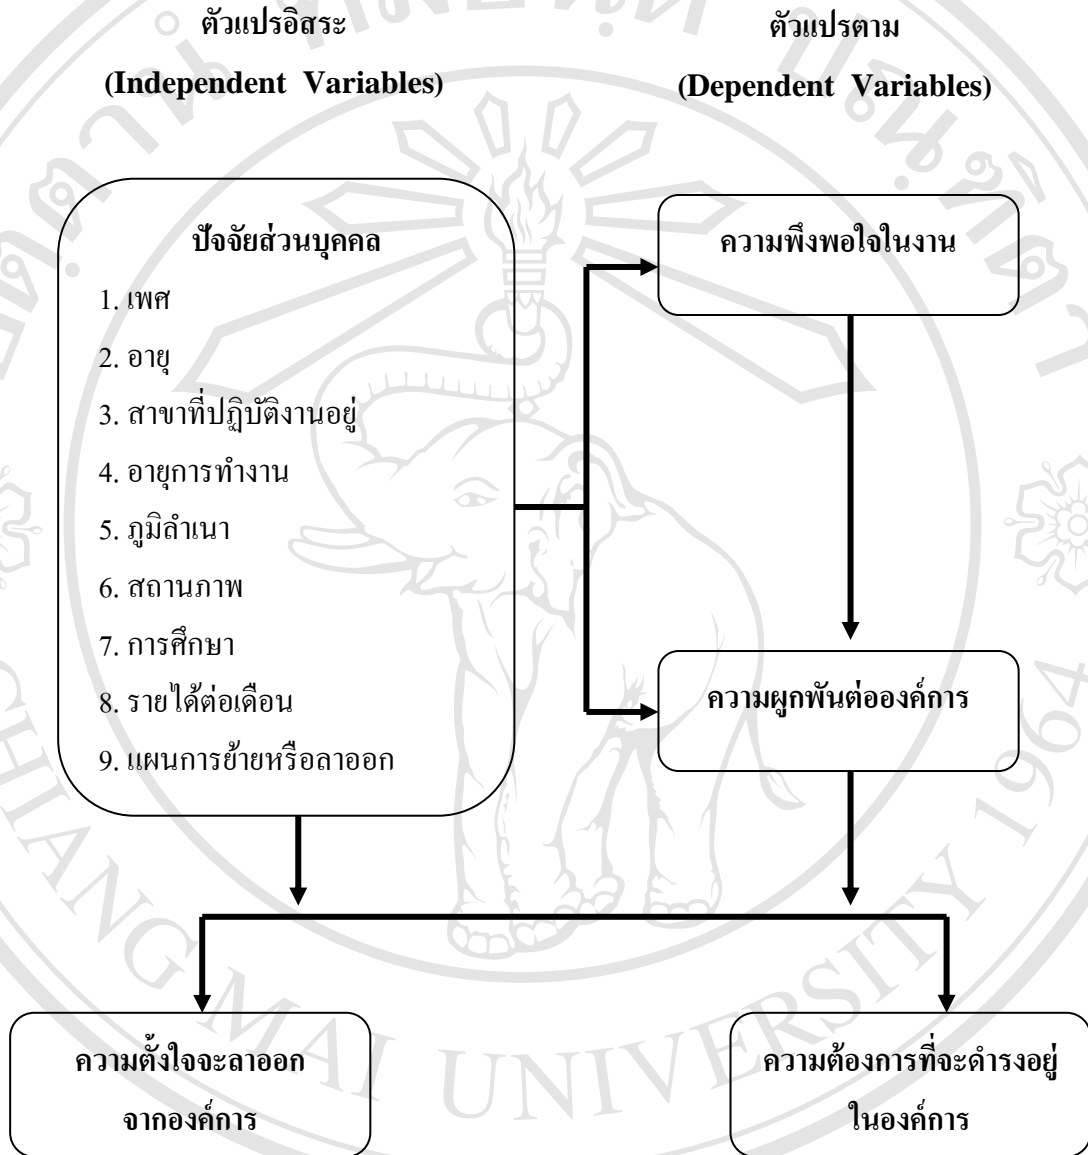 ตัวแปรอิสระ
(Independent Variables)
ตัวแปรตาม
(Dependent Variables)
ปัจจัยส่วนบุคคล
1. เพศ
2. อายุ
3. สาขาที่ปฏิบัติงานอยู่
4. อายุการทำงาน
5. ภูมิลำเนา
6. สถานภาพ
7. การศึกษา
8. รายได้ต่อเดือน
9. แผนการย้ายหรือลาออก
ความพึงพอใจในงาน
ความผูกพันต่อองค์การ
ความตั้งใจจะลาออก
จากองค์การ
ความต้องการที่จะดำรงอยู่
ในองค์การ
CHIANG MAI UNIVERSITY 1964